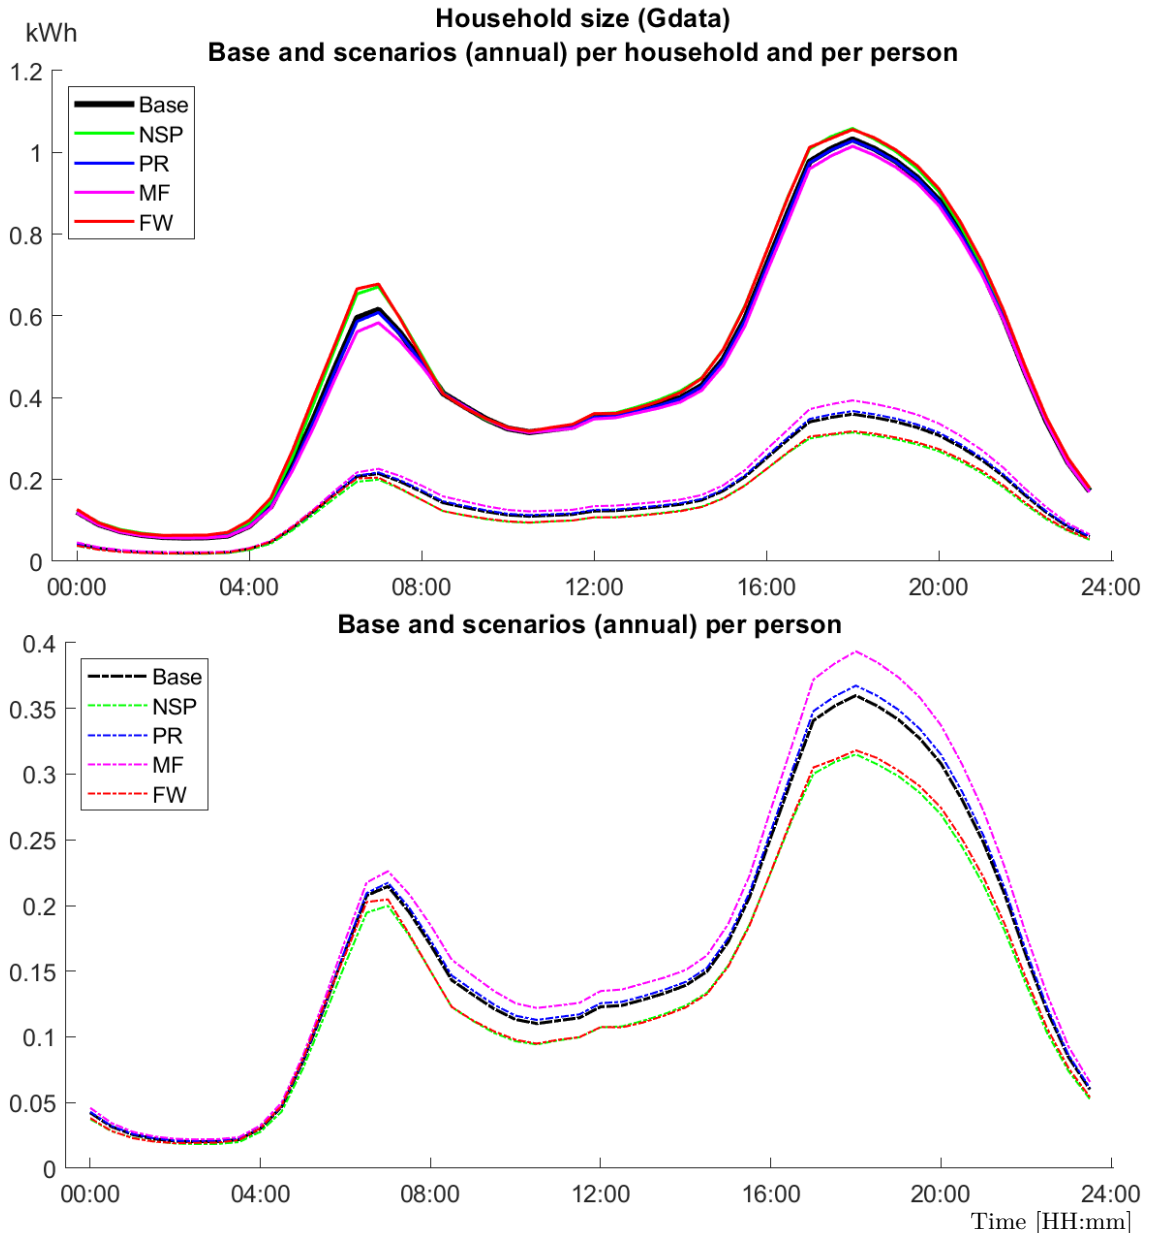 Household size (Gdata)
kWh
Base and scenarios (annual) per household and per person
1.2
1
0.8
0.6
0.4
0.2
0
Base
NSP
PR
MF
FW
00:00 04:00 08:00 12:00 16:00 20:00 24:00
Base and scenarios (annual) per person
0.4
0.35
0.3
0.25
0.2
0.15
0.1
0.05
0
Base
NSP
PR
MF
FW
00:00 04:00 08:00 12:00 16:00 20:00 24:00
Time [HH:mm]